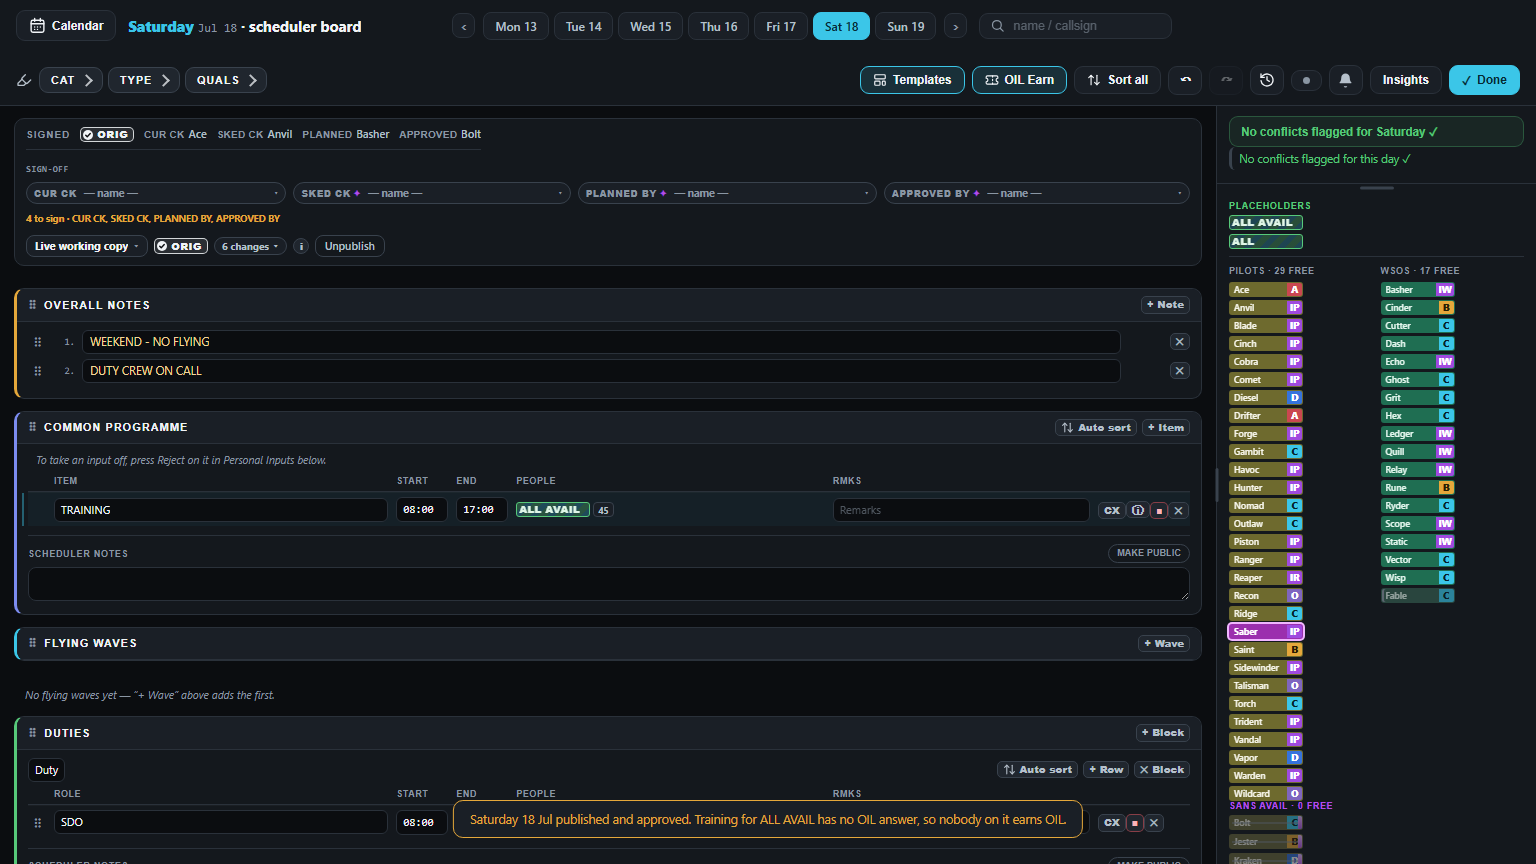 Calendar
Saturday Jul 18 · scheduler board
‹ Mon 13 Tue 14 Wed 15 Thu 16 Fri 17 Sat 18 Sun 19 ›
name / callsign
CAT TYPE QUALS
Templates OIL Earn Sort all Insights ✓ Done
SIGNED ORIG CUR CK Ace SKED CK Anvil PLANNED Basher APPROVED Bolt
SIGN-OFF
CUR CK — name — SKED CK ✦ — name — PLANNED BY ✦ — name — APPROVED BY ✦ — name —
4 to sign · CUR CK, SKED CK, PLANNED BY, APPROVED BY
Live working copy ORIG 6 changes i Unpublish
OVERALL NOTES + Note
1. WEEKEND - NO FLYING ✕
2. DUTY CREW ON CALL ✕
COMMON PROGRAMME Auto sort + Item
To take an input off, press Reject on it in Personal Inputs below.
ITEM START END PEOPLE RMKS
TRAINING 08:00 17:00 ALL AVAIL 45 Remarks CX ✕
SCHEDULER NOTES MAKE PUBLIC
FLYING WAVES + Wave
No flying waves yet — "+ Wave" above adds the first.
DUTIES + Block
Duty Auto sort + Row ✕ Block
ROLE START END PEOPLE RMKS
SDO 08:00 CX ✕
Saturday 18 Jul published and approved. Training for ALL AVAIL has no OIL answer, so nobody on it earns OIL.
SCHEDULER NOTES MAKE PUBLIC
No conflicts flagged for Saturday ✓
No conflicts flagged for this day ✓
PLACEHOLDERS
ALL AVAIL
ALL
PILOTS · 29 FREE
Ace A
Anvil IP
Blade IP
Cinch IP
Cobra IP
Comet IP
Diesel D
Drifter A
Forge IP
Gambit C
Havoc IP
Hunter IP
Nomad C
Outlaw C
Piston IP
Ranger IP
Reaper IR
Recon O
Ridge C
Saber IP
Saint B
Sidewinder IP
Talisman O
Torch C
Trident IP
Vandal IP
Vapor D
Warden IP
Wildcard O
SANS AVAIL · 0 FREE
Bolt C
Jester B
Kraken D
WSOS · 17 FREE
Basher IW
Cinder B
Cutter C
Dash C
Echo IW
Ghost C
Grit C
Hex C
Ledger IW
Quill IW
Relay IW
Rune B
Ryder C
Scope IW
Static IW
Vector C
Wisp C
Fable C